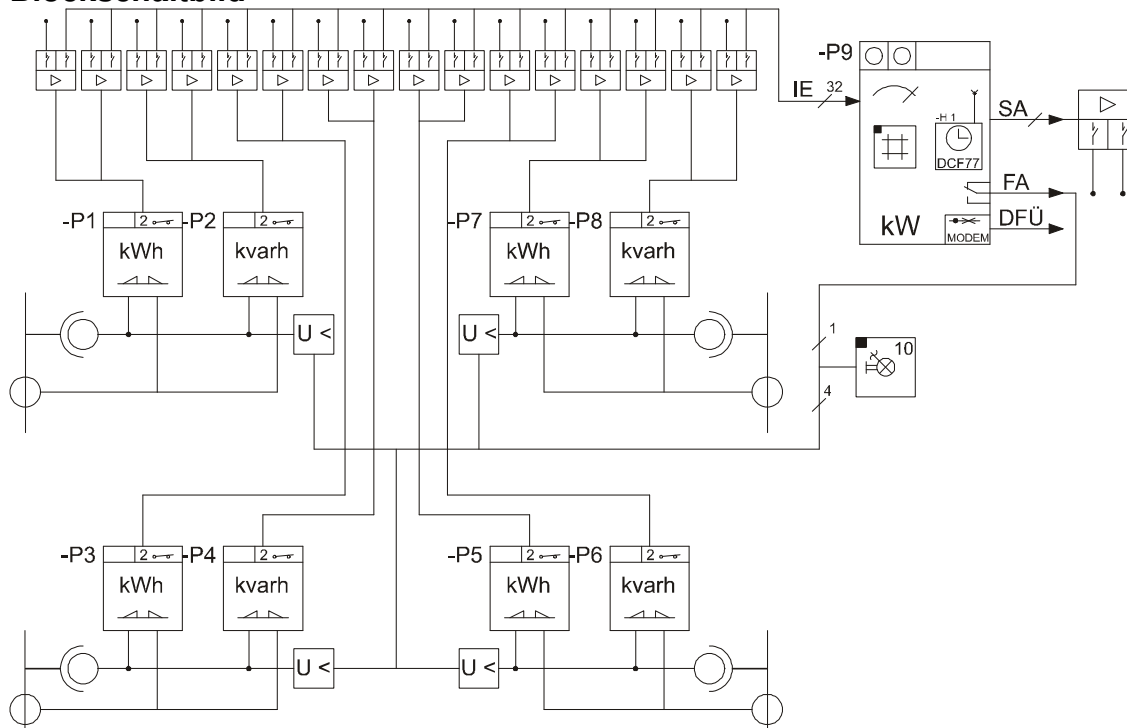 -P9
IE
32
SA
-H 1
DCF77
FA
kW
MODEM
DFÜ
-P1
2
-P2
2
-P7
2
-P8
2
kWh
kvarh
kWh
kvarh
U <
U <
1
10
4
-P3
2
-P4
2
-P5
2
-P6
2
kWh
kvarh
kWh
kvarh
U <
U <